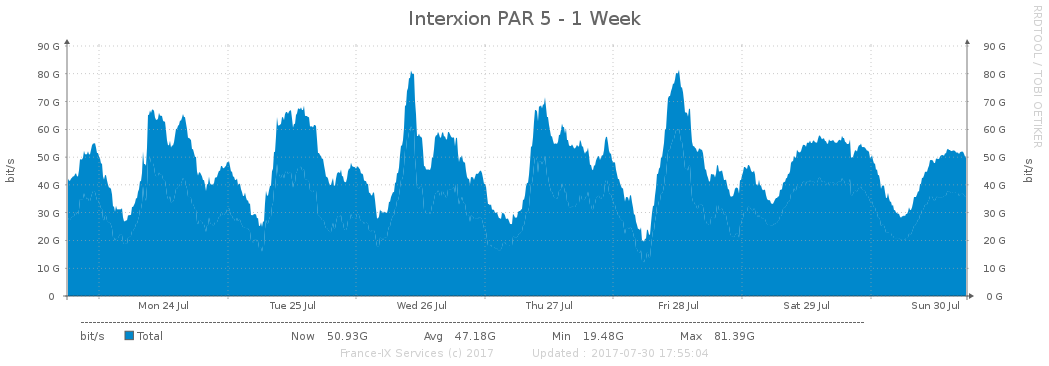 Interxion PAR 5 - 1 Week
RRDTOOL / TOBI OETIKER
90 G 90 G
80 G 80 G
70 G 70 G
60 G 60 G
50 G 50 G
40 G 40 G
30 G 30 G
20 G 20 G
10 G 10 G
0 0 G
bit/s
bit/s
Mon 24 Jul Tue 25 Jul Wed 26 Jul Thu 27 Jul Fri 28 Jul Sat 29 Jul Sun 30 Jul
bit/s Total Now 50.93G Avg 47.18G Min 19.48G Max 81.39G
France-IX Services (c) 2017 Updated : 2017-07-30 17:55:04